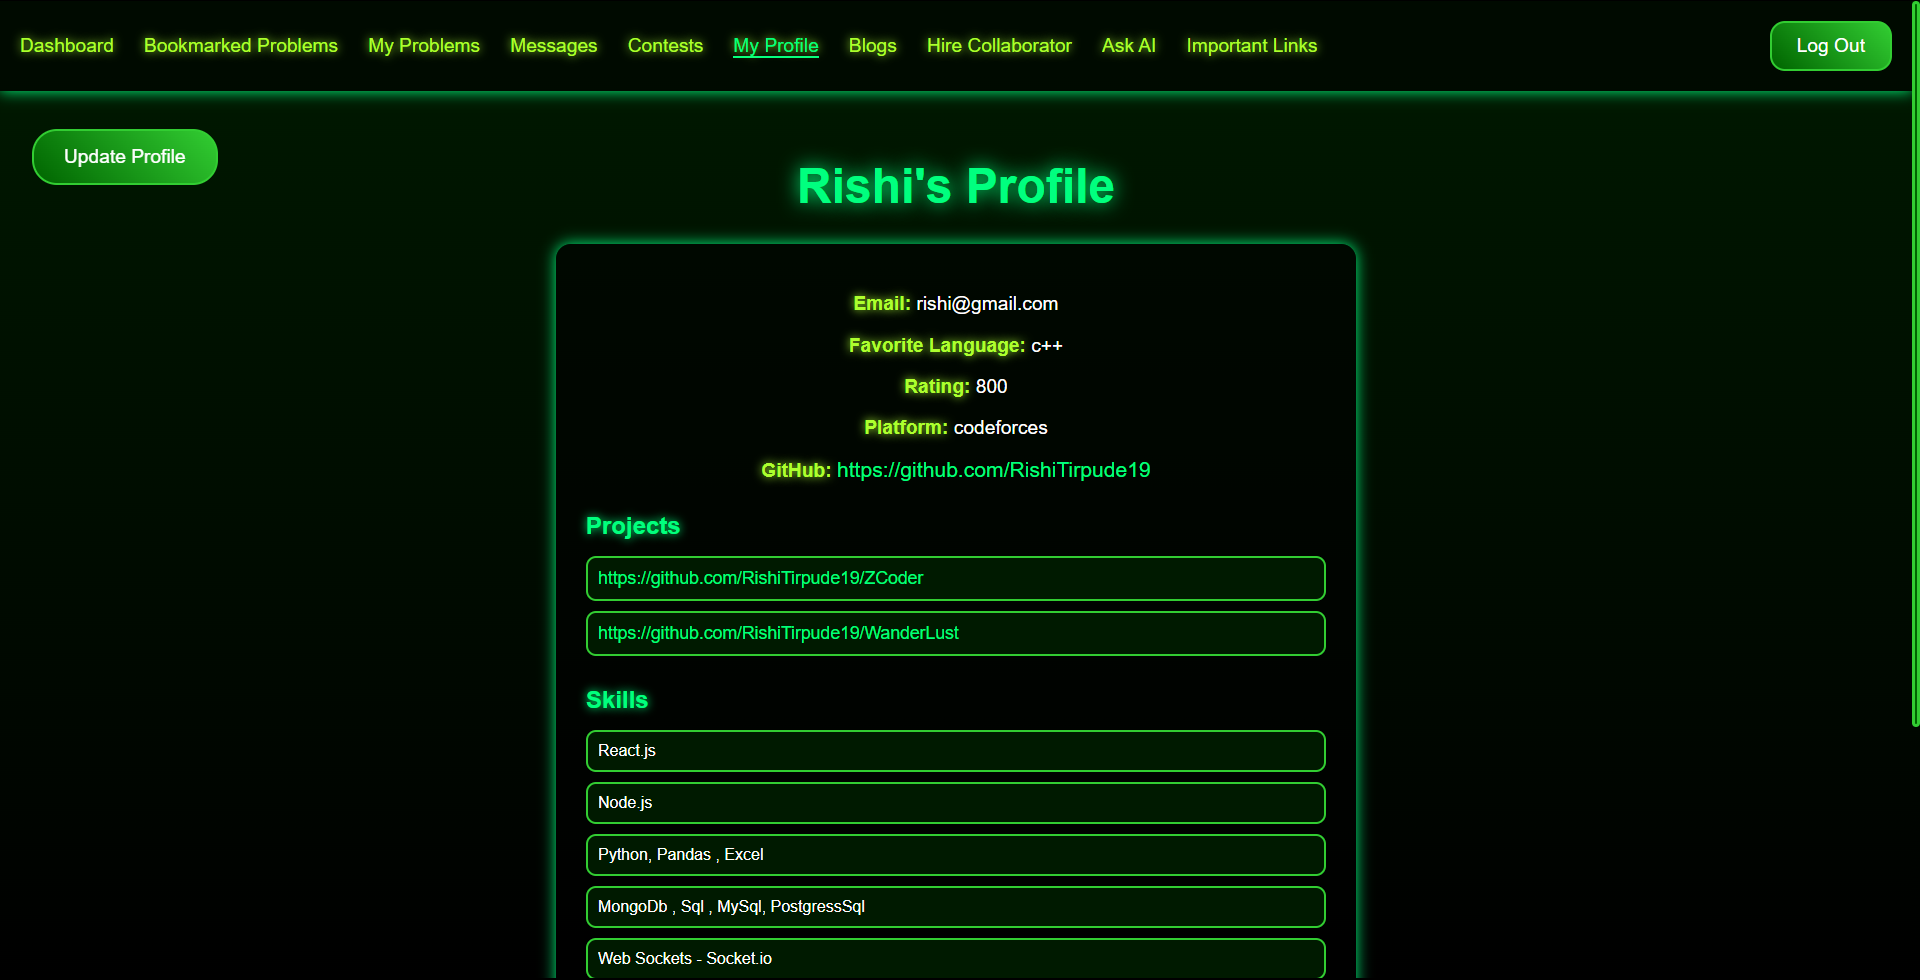 Dashboard Bookmarked Problems My Problems Messages Contests My Profile Blogs Hire Collaborator Ask AI Important Links Log Out
Update Profile
Rishi's Profile
Email: rishi@gmail.com
Favorite Language: c++
Rating: 800
Platform: codeforces
GitHub: https://github.com/RishiTirpude19
Projects
https://github.com/RishiTirpude19/ZCoder
https://github.com/RishiTirpude19/WanderLust
Skills
React.js
Node.js
Python, Pandas , Excel
MongoDb , Sql , MySql, PostgressSql
Web Sockets - Socket.io